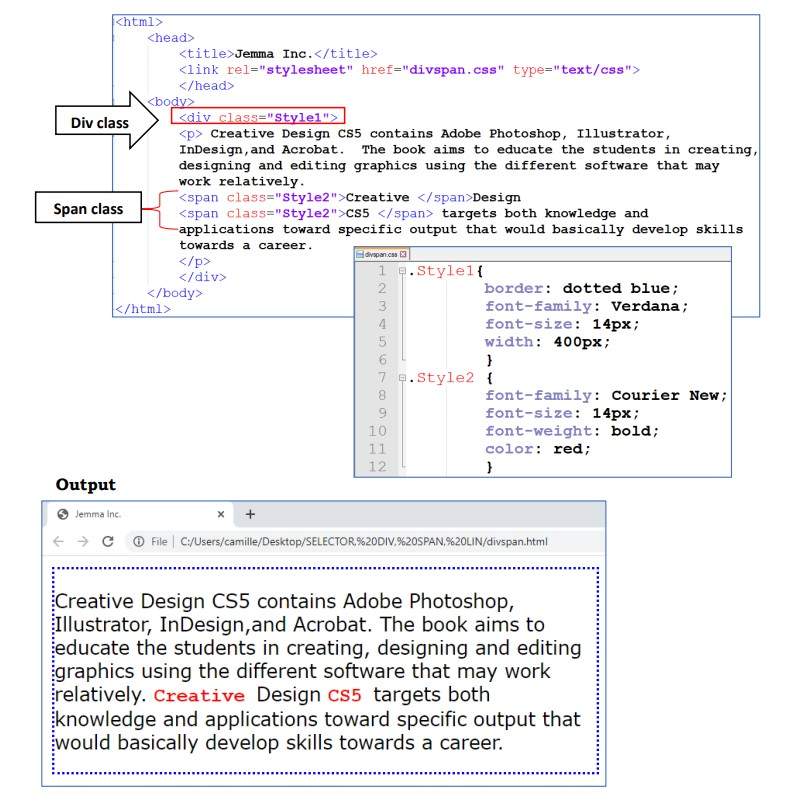 <html>
<head>
<title>Jemma Inc.</title>
<link rel="stylesheet" href="divspan.css" type="text/css">
</head>
<body>
Div class
<div class="Style1">
<p> Creative Design CS5 contains Adobe Photoshop, Illustrator,
InDesign,and Acrobat.  The book aims to educate the students in creating,
designing and editing graphics using the different software that may
work relatively.
Span class
<span class="Style2">Creative </span>Design
<span class="Style2">CS5 </span> targets both knowledge and
applications toward specific output that would basically develop skills
towards a career.
</p>
</div>
</body>
</html>
divspan.css
1 .Style1{
2 border: dotted blue;
3 font-family: Verdana;
4 font-size: 14px;
5 width: 400px;
6 }
7 .Style2 {
8 font-family: Courier New;
9 font-size: 14px;
10 font-weight: bold;
11 color: red;
12 }
Output
Jemma Inc.
File | C:/Users/camille/Desktop/SELECTOR,%20DIV,%20SPAN,%20LIN/divspan.html
Creative Design CS5 contains Adobe Photoshop,
Illustrator, InDesign,and Acrobat. The book aims to
educate the students in creating, designing and editing
graphics using the different software that may work
relatively. Creative Design CS5 targets both
knowledge and applications toward specific output that
would basically develop skills towards a career.